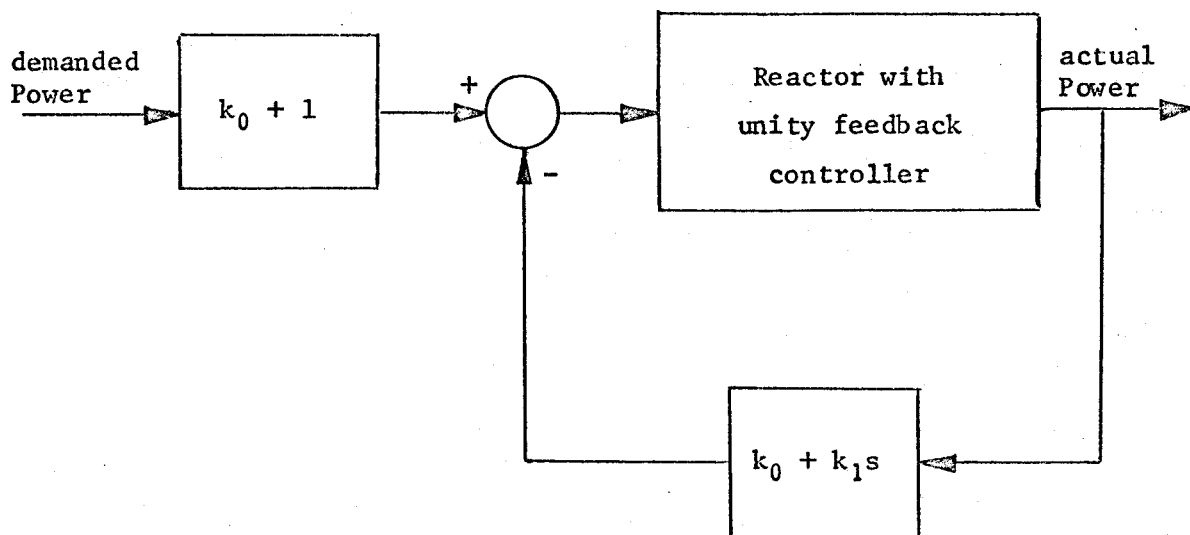 demanded
Power
k₀ + 1
+
-
Reactor with
unity feedback
controller
actual
Power
k₀ + k₁s